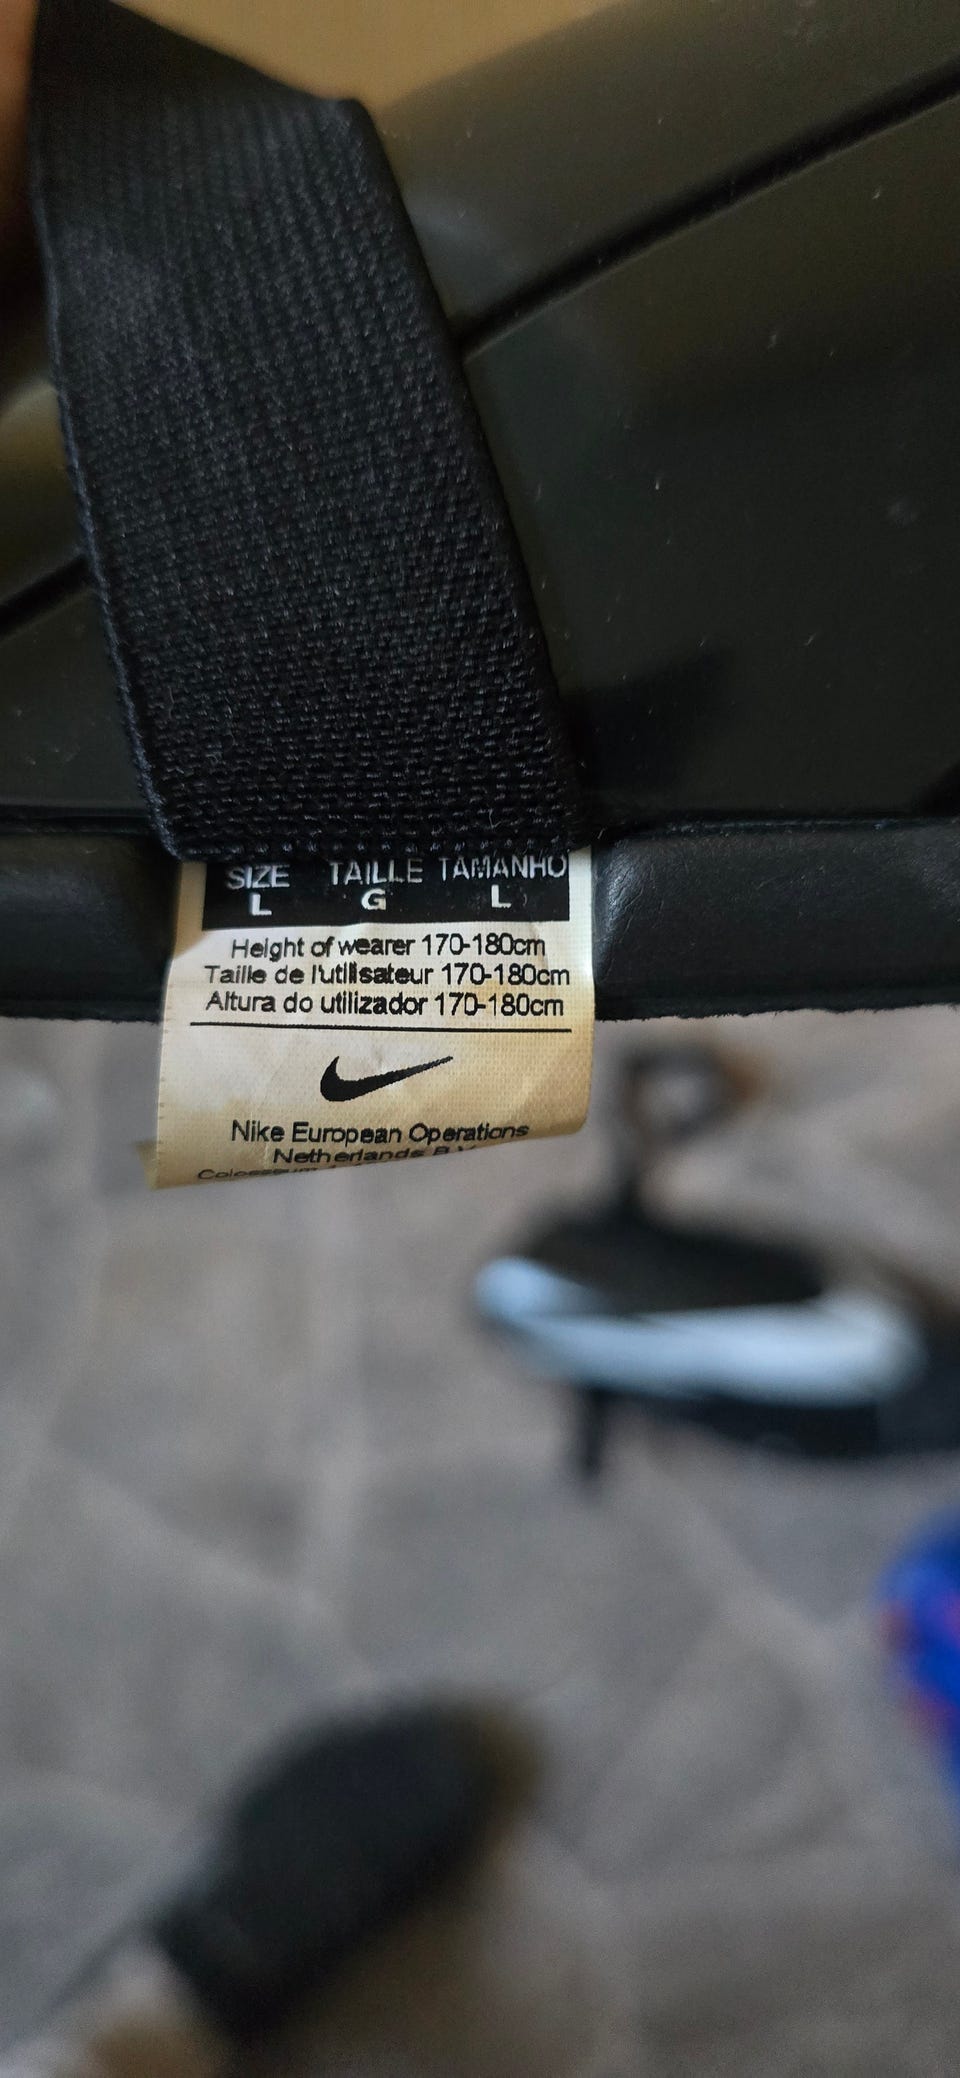 SIZE TAILLE TAMANHO
L G L
Height of wearer 170-180cm
Taille de l'utilisateur 170-180cm
Altura do utilizador 170-180cm
Nike European Operations
Netherlands B.V.